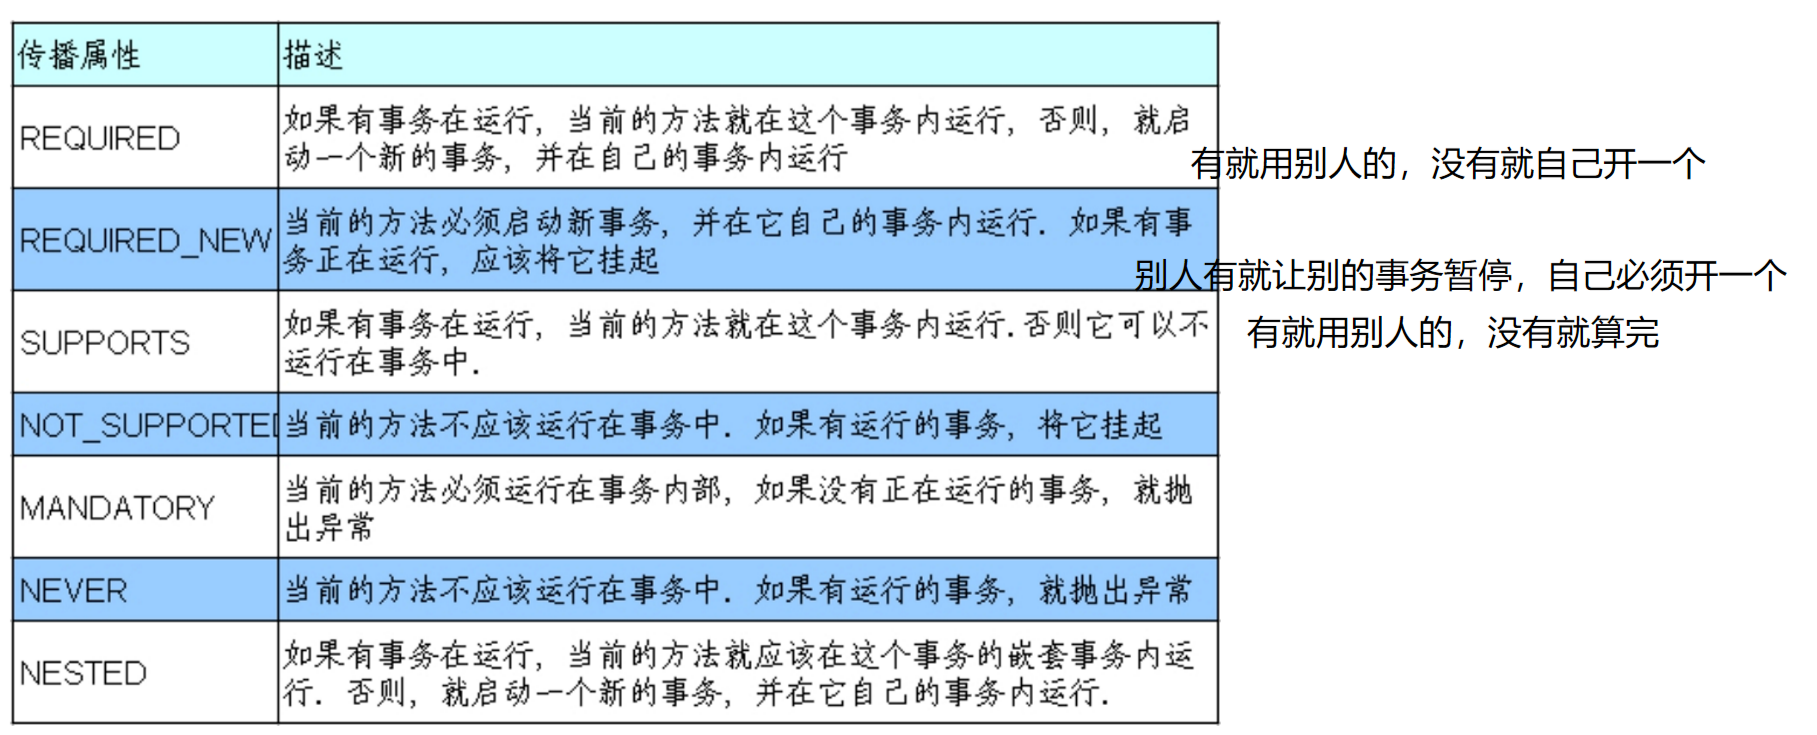 传播属性 描述
REQUIRED 如果有事务在运行，当前的方法就在这个事务内运行，否则，就启
动一个新的事务，并在自己的事务内运行
有就用别人的，没有就自己开一个
REQUIRED_NEW 当前的方法必须启动新事务，并在它自己的事务内运行. 如果有事
务正在运行，应该将它挂起
别人有就让别的事务暂停，自己必须开一个
SUPPORTS 如果有事务在运行，当前的方法就在这个事务内运行.否则它可以不
运行在事务中.
有就用别人的，没有就算完
NOT_SUPPORTED 当前的方法不应该运行在事务中. 如果有运行的事务，将它挂起
MANDATORY 当前的方法必须运行在事务内部，如果没有正在运行的事务，就抛
出异常
NEVER 当前的方法不应该运行在事务中. 如果有运行的事务，就抛出异常
NESTED 如果有事务在运行，当前的方法就应该在这个事务的嵌套事务内运
行. 否则，就启动一个新的事务，并在它自己的事务内运行.